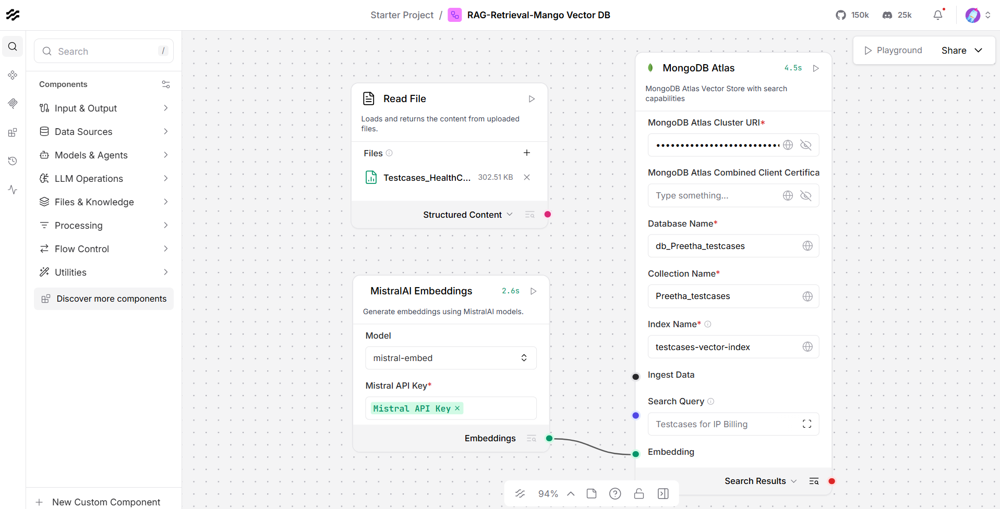 Starter Project / RAG-Retrieval-Mango Vector DB
150k
25k
Search /
Components
Input & Output
Data Sources
Models & Agents
LLM Operations
Files & Knowledge
Processing
Flow Control
Utilities
Discover more components
New Custom Component
Read File
Loads and returns the content from uploaded
files.
Files
Testcases_HealthC... 302.51 KB
Structured Content
MistralAI Embeddings 2.6s
Generate embeddings using MistralAI models.
Model
mistral-embed
Mistral API Key*
Mistral API Key ×
Embeddings
MongoDB Atlas 4.5s
MongoDB Atlas Vector Store with search
capabilities
MongoDB Atlas Cluster URI*
••••••••••••••••••••••••••
MongoDB Atlas Combined Client Certifica
Type something...
Database Name*
db_Preetha_testcases
Collection Name*
Preetha_testcases
Index Name*
testcases-vector-index
Ingest Data
Search Query
Testcases for IP Billing
Embedding
Search Results
Playground
Share
94%